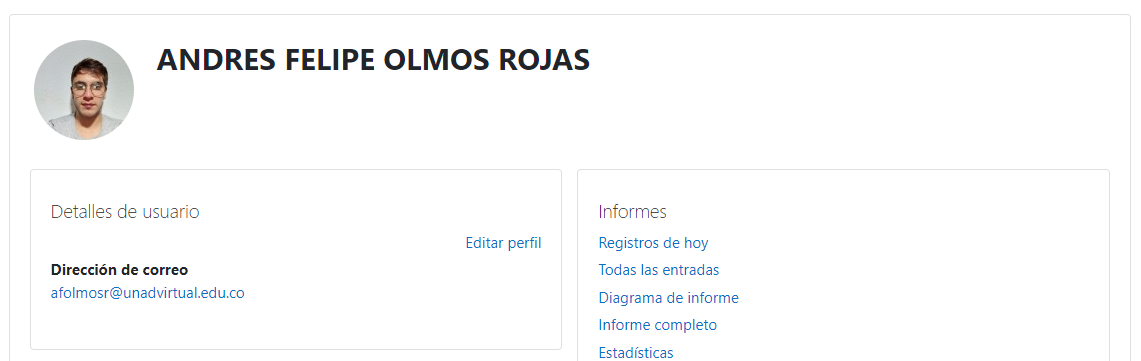 ANDRES FELIPE OLMOS ROJAS
Detalles de usuario
Editar perfil
Dirección de correo
afolmosr@unadvirtual.edu.co
Informes
Registros de hoy
Todas las entradas
Diagrama de informe
Informe completo
Estadísticas